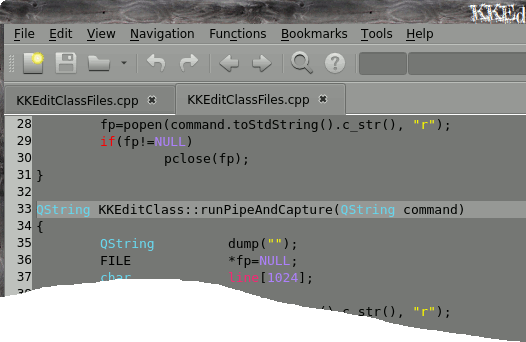 KKEdit
File Edit View Navigation Functions Bookmarks Tools Help
KKEditClassFiles.cpp KKEditClassFiles.cpp
28 fp=popen(command.toStdString().c_str(), "r");
29 if(fp!=NULL)
30 pclose(fp);
31 }
32
33 QString KKEditClass::runPipeAndCapture(QString command)
34 {
35 QString dump("");
36 FILE *fp=NULL;
37 char line[1024];
c_str(), "r");